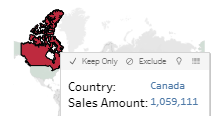 Keep Only Exclude
Country: Canada
Sales Amount: 1,059,111